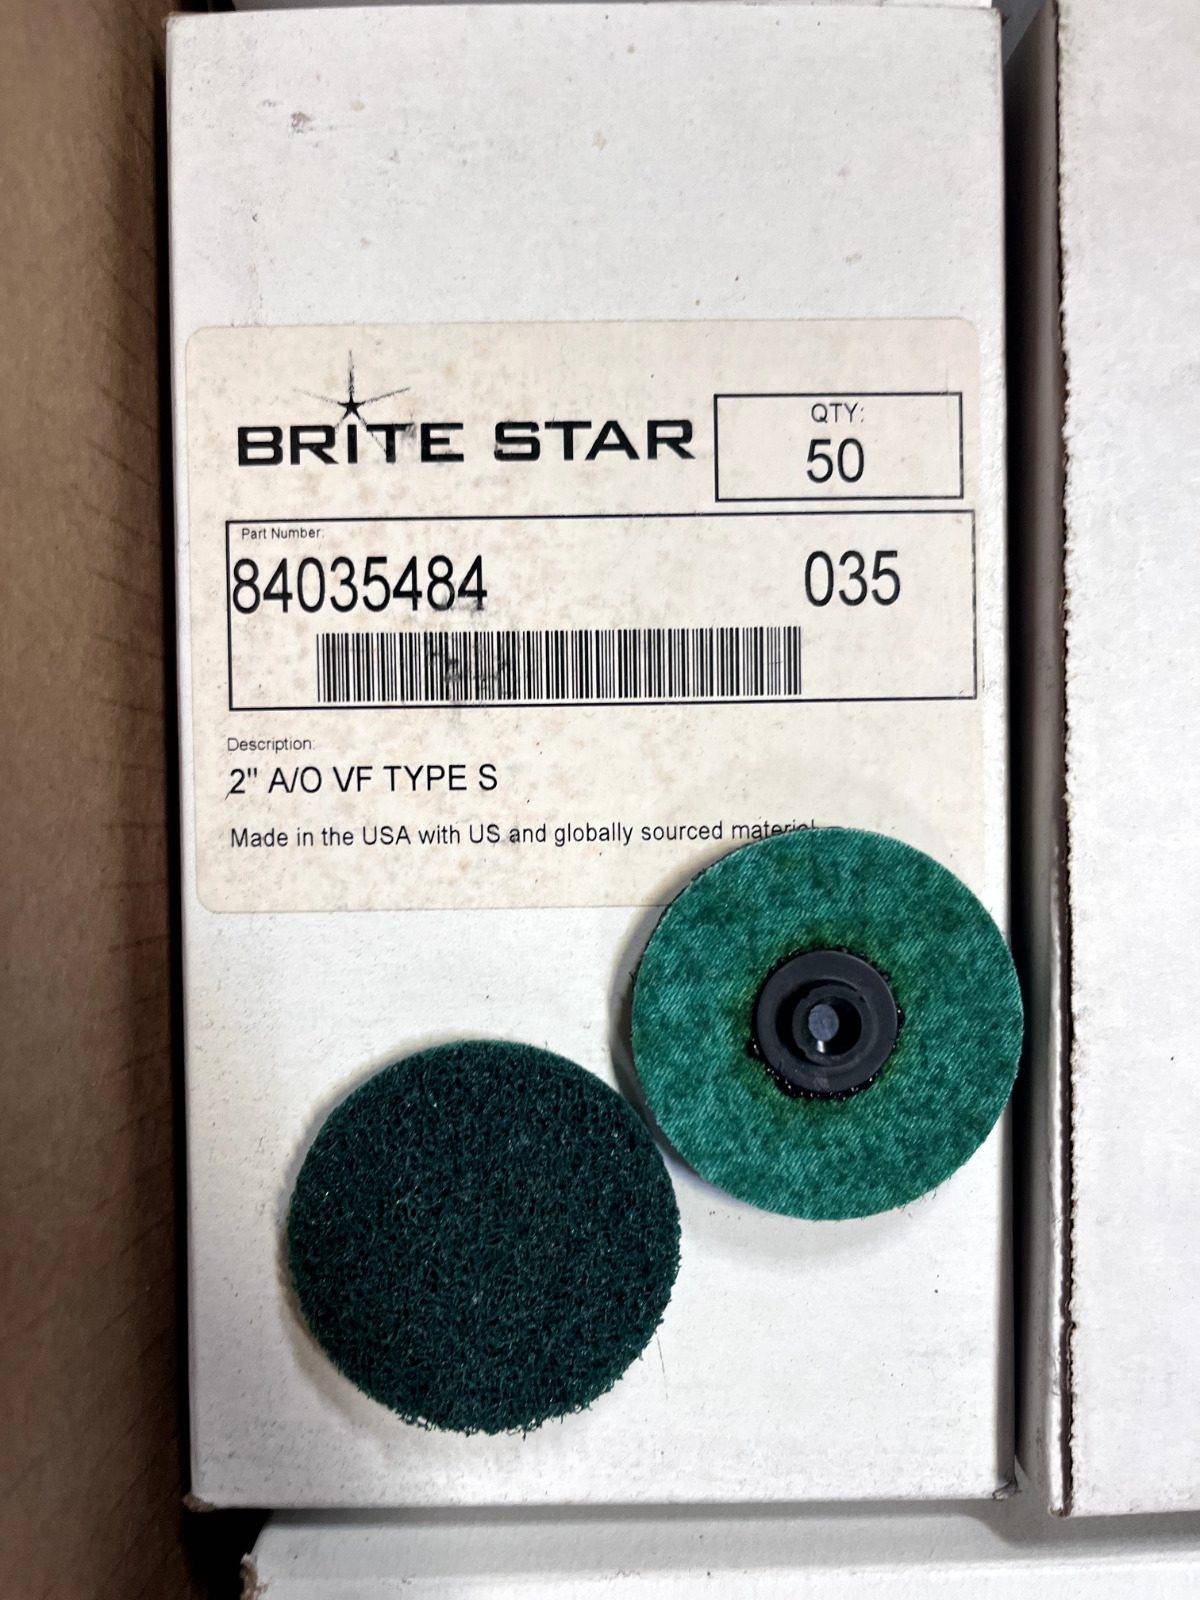 BRITE STAR
QTY:
50
Part Number:
84035484 035
Description:
2" A/O VF TYPE S
Made in the USA with US and globally sourced material